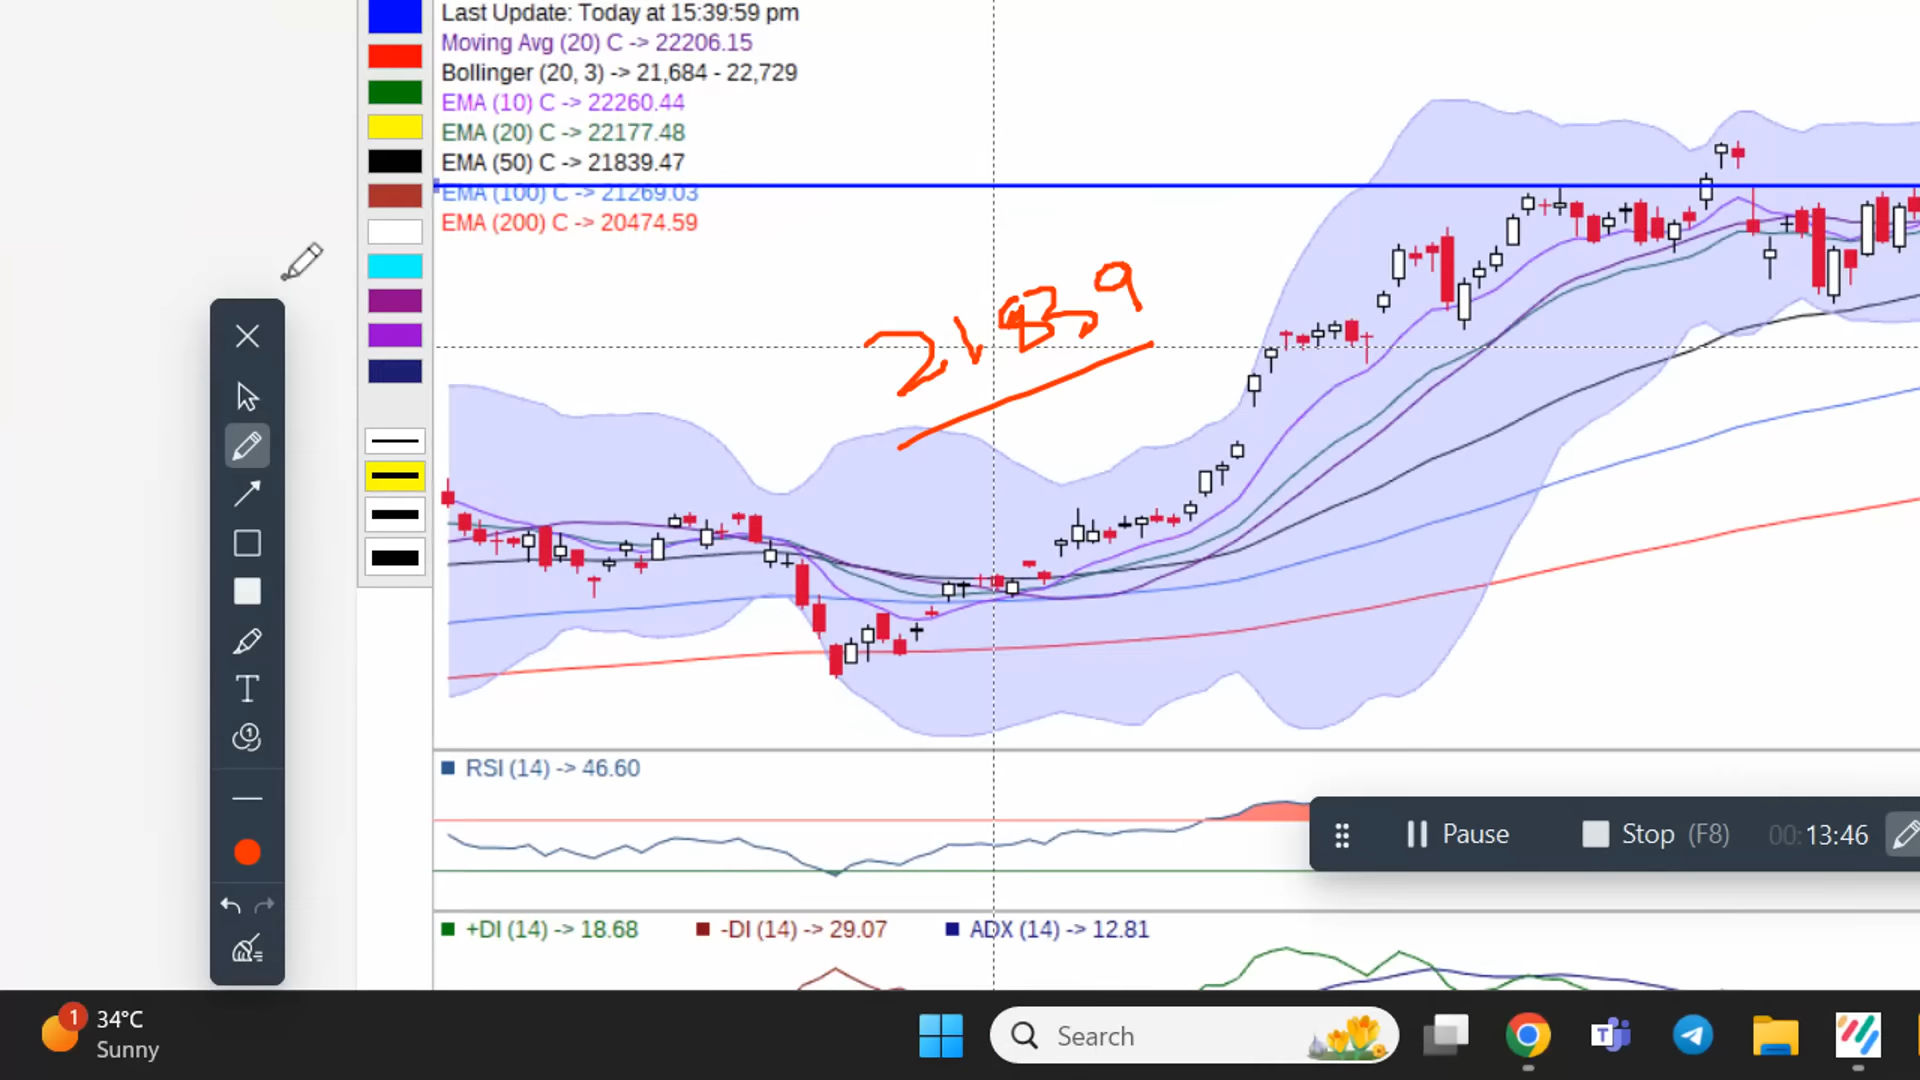 Last Update: Today at 15:39:59 pm
Moving Avg (20) C -> 22206.15
Bollinger (20, 3) -> 21,684 - 22,729
EMA (10) C -> 22260.44
EMA (20) C -> 22177.48
EMA (50) C -> 21839.47
EMA (100) C -> 21269.03
EMA (200) C -> 20474.59
21839
T
1
RSI (14) -> 46.60
Pause
Stop (F8)
00:13:46
+DI (14) -> 18.68
-DI (14) -> 29.07
ADX (14) -> 12.81
1
34°C
Sunny
Search
T